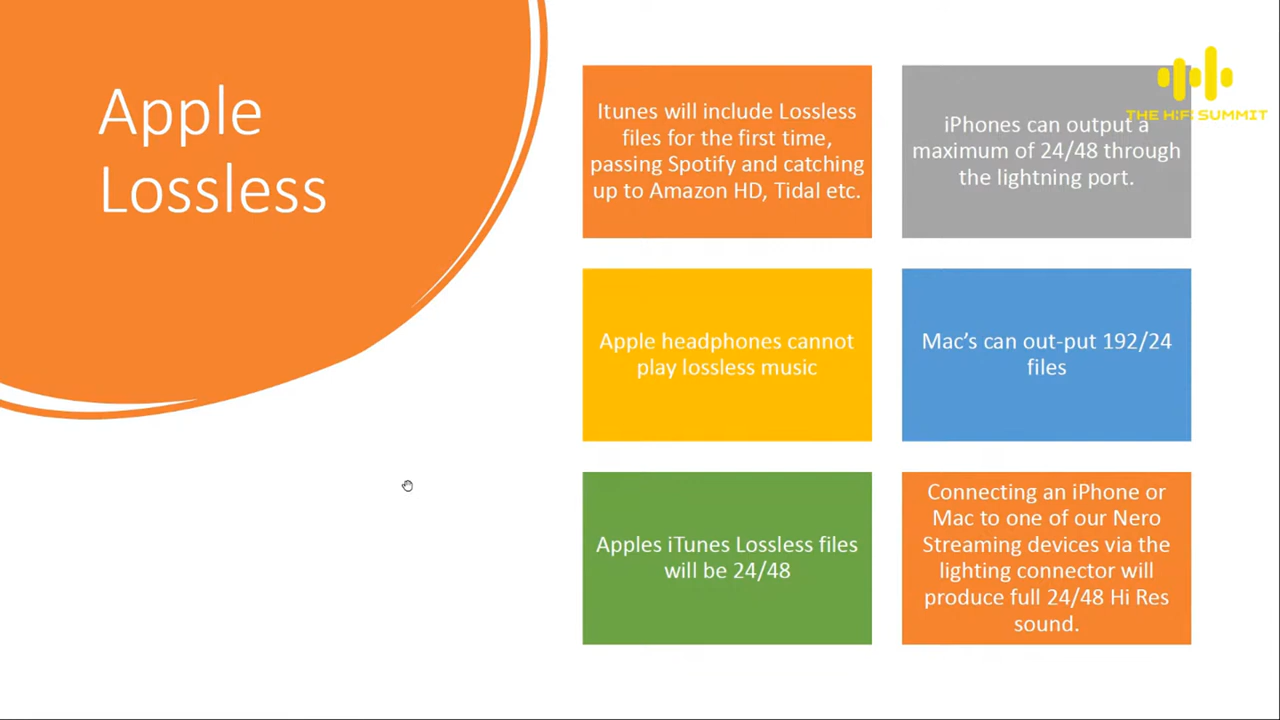 Apple
Lossless
Itunes will include Lossless
files for the first time,
passing Spotify and catching
up to Amazon HD, Tidal etc.
iPhones can output a
maximum of 24/48 through
the lightning port.
THE HIFI SUMMIT
Apple headphones cannot
play lossless music
Mac’s can out-put 192/24
files
Apples iTunes Lossless files
will be 24/48
Connecting an iPhone or
Mac to one of our Nero
Streaming devices via the
lighting connector will
produce full 24/48 Hi Res
sound.